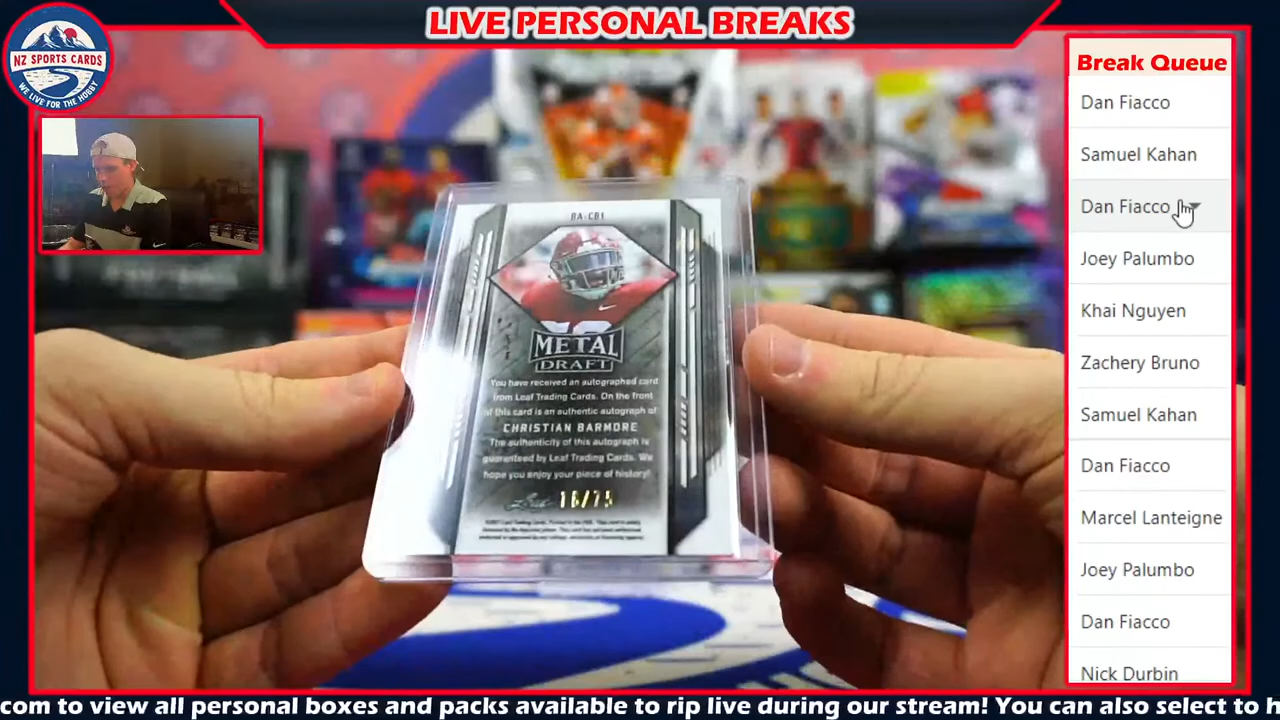 LIVE PERSONAL BREAKS
NZ SPORTS CARDS
WE LIVE FOR THE HOBBY
Break Queue
Dan Fiacco
Samuel Kahan
Dan Fiacco
Joey Palumbo
Khai Nguyen
Zachery Bruno
Samuel Kahan
Dan Fiacco
Marcel Lanteigne
Joey Palumbo
Dan Fiacco
Nick Durbin
BA-CB1
METAL
DRAFT
You have received an autographed card
from Leaf Trading Cards. On the front
of this card is an authentic autograph of
CHRISTIAN BARMORE
The authenticity of this autograph is
guaranteed by Leaf Trading Cards. We
hope you enjoy your piece of history!
Leaf 16/75
com to view all personal boxes and packs available to rip live during our stream! You can also select to h